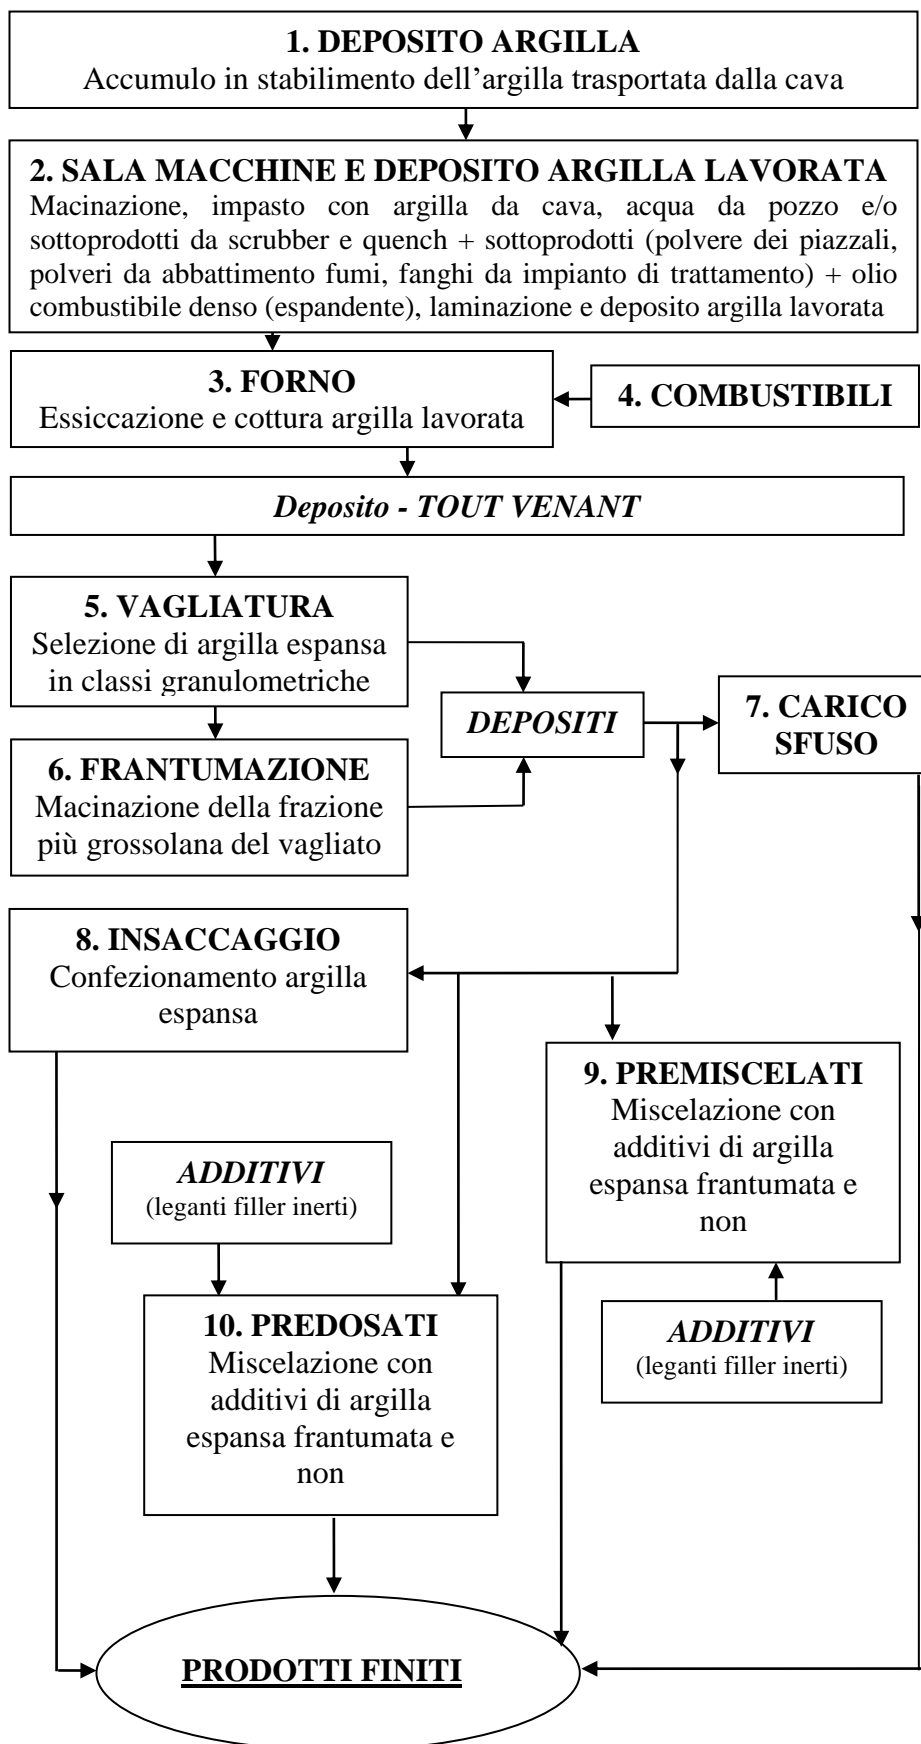 1. DEPOSITO ARGILLA
Accumulo in stabilimento dell’argilla trasportata dalla cava
2. SALA MACCHINE E DEPOSITO ARGILLA LAVORATA
Macinazione, impasto con argilla da cava, acqua da pozzo e/o
sottoprodotti da scrubber e quench + sottoprodotti (polvere dei piazzali,
polveri da abbattimento fumi, fanghi da impianto di trattamento) + olio
combustibile denso (espandente), laminazione e deposito argilla lavorata
3. FORNO
Essiccazione e cottura argilla lavorata
4. COMBUSTIBILI
Deposito - TOUT VENANT
5. VAGLIATURA
Selezione di argilla espansa
in classi granulometriche
DEPOSITI
7. CARICO
SFUSO
6. FRANTUMAZIONE
Macinazione della frazione
più grossolana del vagliato
8. INSACCAGGIO
Confezionamento argilla
espansa
9. PREMISCELATI
Miscelazione con
additivi di argilla
espansa frantumata e
non
ADDITIVI
(leganti filler inerti)
10. PREDOSATI
Miscelazione con
additivi di argilla
espansa frantumata e
non
ADDITIVI
(leganti filler inerti)
PRODOTTI FINITI